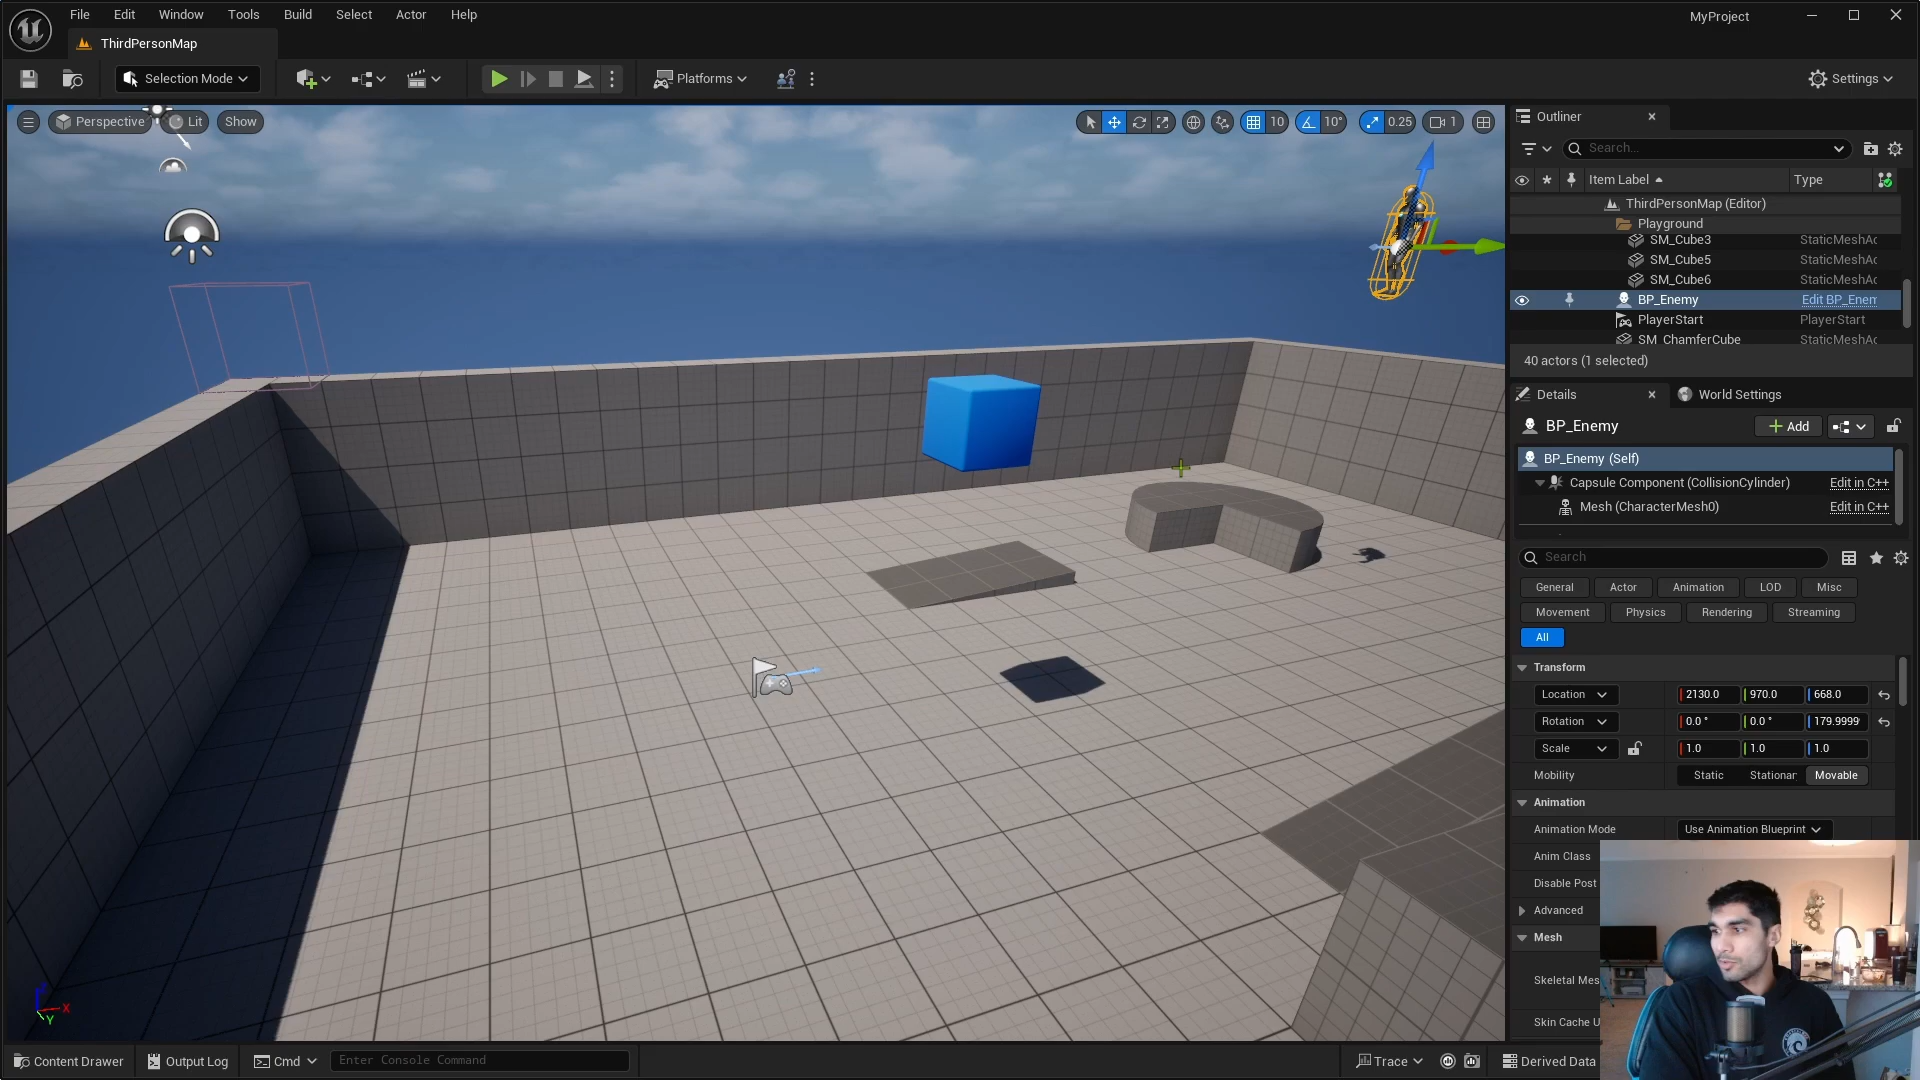 File Edit Window Tools Build Select Actor Help
MyProject
ThirdPersonMap
Selection Mode
Platforms
Settings
Perspective Lit Show
10 10° 0.25 1
Outliner
Search...
Item Label Type
ThirdPersonMap (Editor)
Playground
SM_Cube3 StaticMeshAc
SM_Cube5 StaticMeshAc
SM_Cube6 StaticMeshAc
BP_Enemy Edit BP_Enem
PlayerStart PlayerStart
SM_ChamferCube StaticMeshAc
40 actors (1 selected)
Details World Settings
BP_Enemy Add
BP_Enemy (Self)
Capsule Component (CollisionCylinder) Edit in C++
Mesh (CharacterMesh0) Edit in C++
Search
General Actor Animation LOD Misc
Movement Physics Rendering Streaming
All
Transform
Location 2130.0 970.0 668.0
Rotation 0.0 ° 0.0 ° 179.9999
Scale 1.0 1.0 1.0
Mobility Static Stationar Movable
Animation
Animation Mode Use Animation Blueprint
Anim Class
Disable Post
Advanced
Mesh
Skeletal Mes
Skin Cache U
Z
X
Y
Content Drawer Output Log Cmd Enter Console Command Trace Derived Data